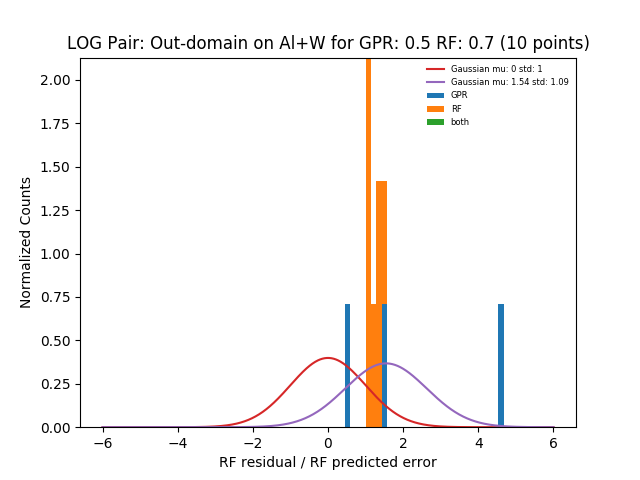 LOG Pair: Out-domain on Al+W for GPR: 0.5 RF: 0.7 (10 points)
Gaussian mu: 0 std: 1
Gaussian mu: 1.54 std: 1.09
GPR
RF
both
Normalized Counts
2.00
1.75
1.50
1.25
1.00
0.75
0.50
0.25
0.00
−6 −4 −2 0 2 4 6
RF residual / RF predicted error